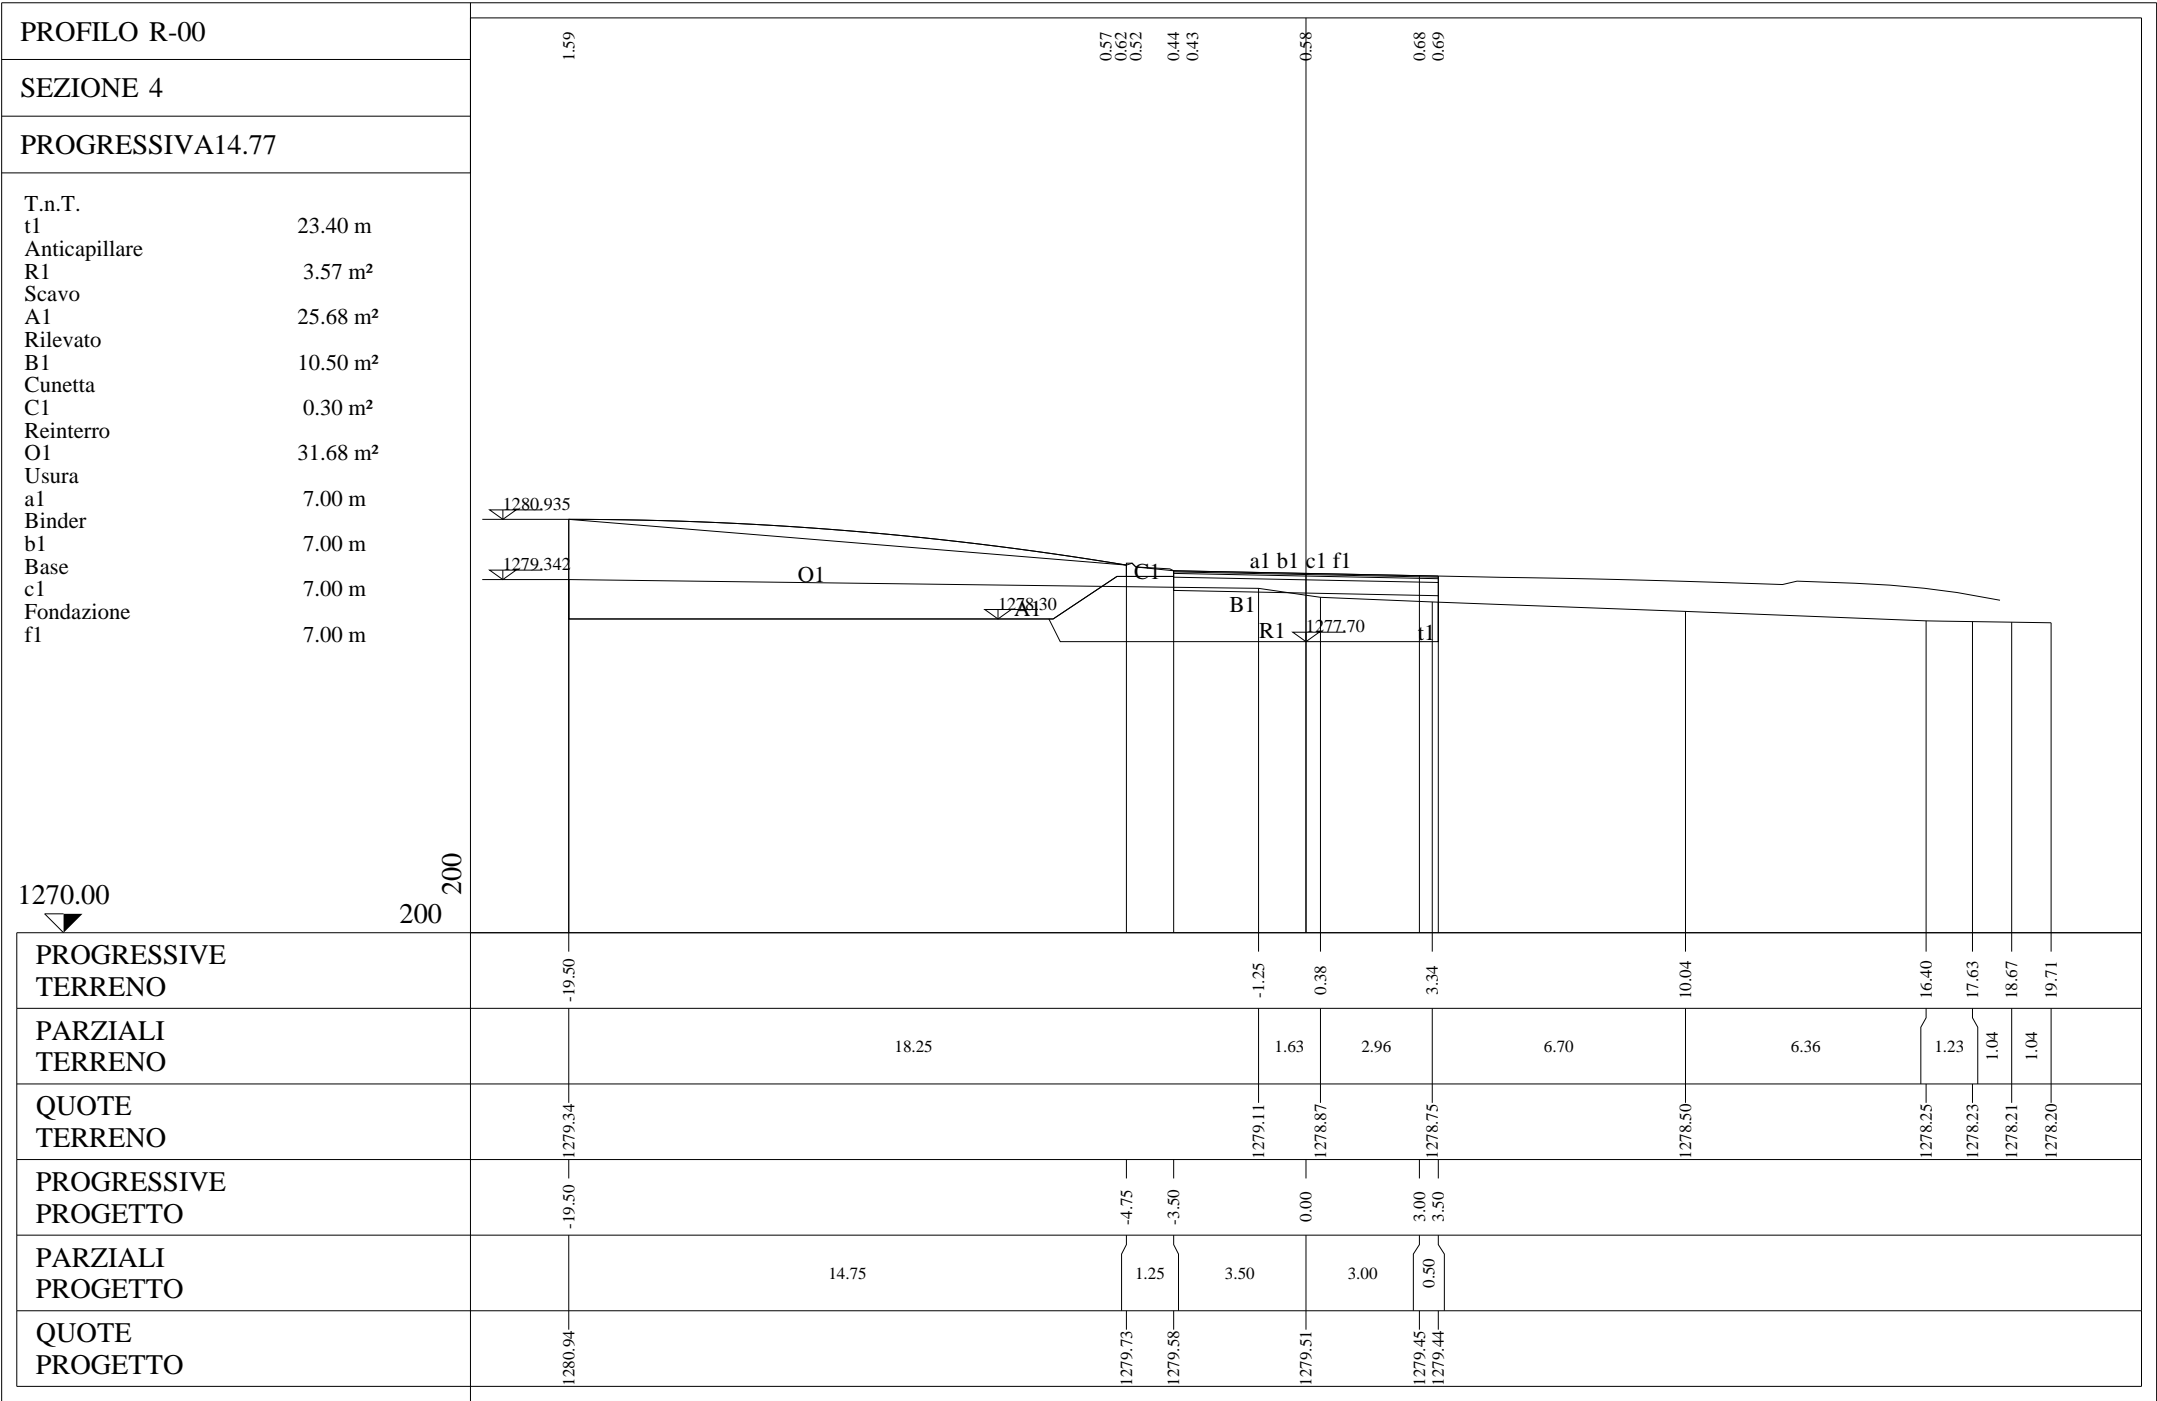 PROFILO R-00
SEZIONE 4
PROGRESSIVA14.77
T.n.T.
t1 23.40 m
Anticapillare
R1 3.57 m²
Scavo
A1 25.68 m²
Rilevato
B1 10.50 m²
Cunetta
C1 0.30 m²
Reinterro
O1 31.68 m²
Usura
a1 7.00 m
Binder
b1 7.00 m
Base
c1 7.00 m
Fondazione
f1 7.00 m
1270.00
200
200
1.59 0.57 0.62 0.52 0.44 0.43 0.58 0.68 0.69
1280.935
1279.342
O1
C1
a1 b1 c1 f1
1278.30
A1
B1
R1
1277.70
t1
PROGRESSIVE
TERRENO
-19.50 -1.25 0.38 3.34 10.04 16.40 17.63 18.67 19.71
PARZIALI
TERRENO
18.25 1.63 2.96 6.70 6.36 1.23 1.04 1.04
QUOTE
TERRENO
1279.34 1279.11 1278.87 1278.75 1278.50 1278.25 1278.23 1278.21 1278.20
PROGRESSIVE
PROGETTO
-19.50 -4.75 -3.50 0.00 3.00 3.50
PARZIALI
PROGETTO
14.75 1.25 3.50 3.00 0.50
QUOTE
PROGETTO
1280.94 1279.73 1279.58 1279.51 1279.45 1279.44